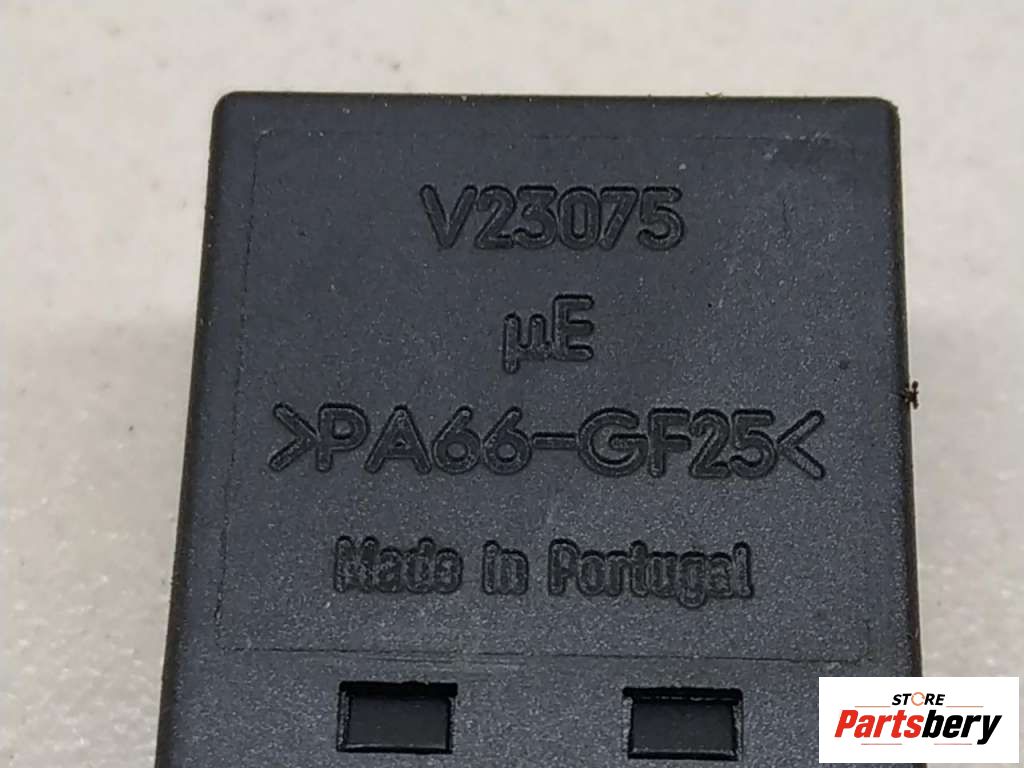 V23075
µE
>PA66-GF25<
Made in Portugal
STORE
Partsbery